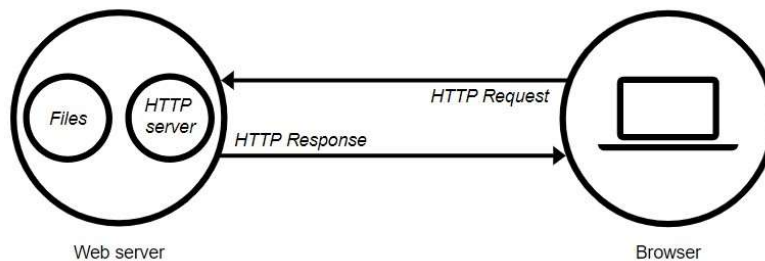 Files
HTTP
server
HTTP Request
HTTP Response
Web server
Browser